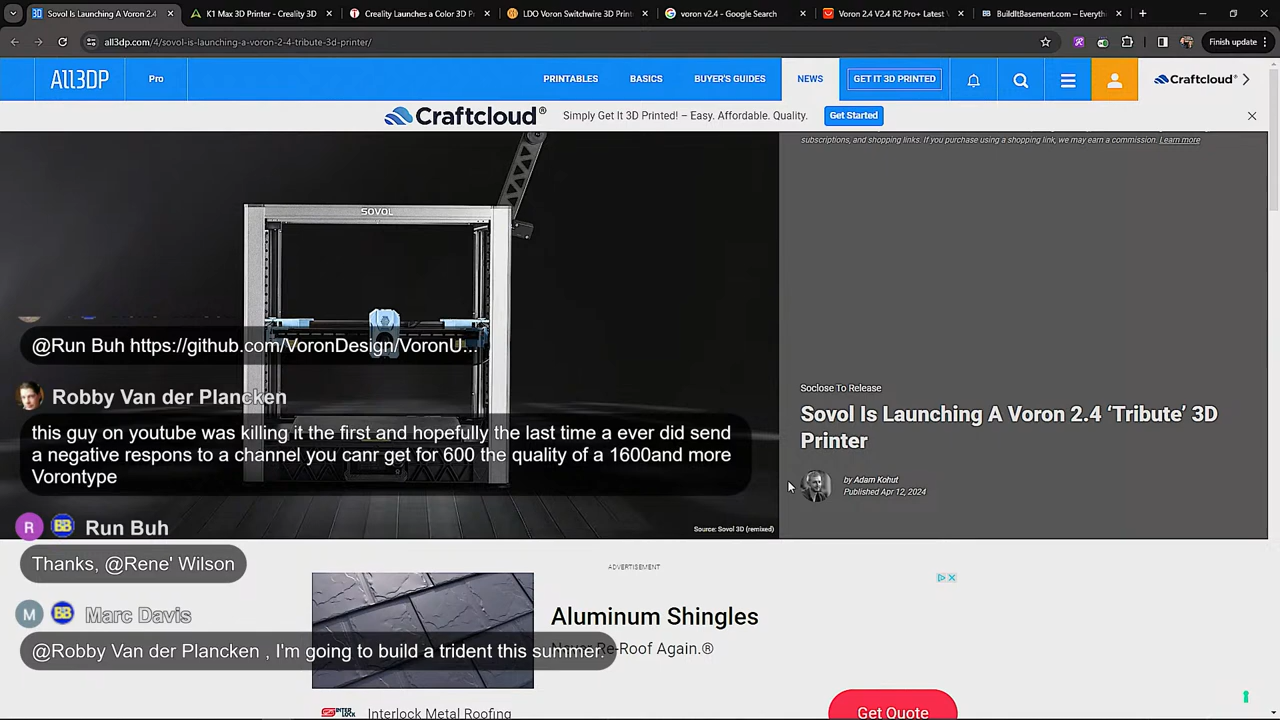 Sovol Is Launching A Voron 2.4
K1 Max 3D Printer - Creality 3D
Creality Launches a Color 3D P
LDO Voron Switchwire 3D Print
voron v2.4 - Google Search
Voron 2.4 V2.4 R2 Pro+ Latest
BuildItBasement.com – Everyth
all3dp.com/4/sovol-is-launching-a-voron-2-4-tribute-3d-printer/
Finish update
ALL3DP
Pro
PRINTABLES
BASICS
BUYER'S GUIDES
NEWS
GET IT 3D PRINTED
Craftcloud®
Craftcloud®
Simply Get It 3D Printed! – Easy. Affordable. Quality.
Get Started
subscriptions, and shopping links. If you purchase using a shopping link, we may earn a commission. Learn more
SOVOL
@Run Buh https://github.com/VoronDesign/VoronU...
Robby Van der Plancken
this guy on youtube was killing it the first and hopefully the last time a ever did send
a negative respons to a channel you canr get for 600 the quality of a 1600and more
Vorontype
Soclose To Release
Sovol Is Launching A Voron 2.4 ‘Tribute’ 3D
Printer
by Adam Kohut
Published Apr 12, 2024
Source: Sovol 3D (remixed)
R
BB
Run Buh
Thanks, @Rene' Wilson
M
BB
Marc Davis
@Robby Van der Plancken , I'm going to build a trident this summer.
ADVERTISEMENT
Aluminum Shingles
Re-Roof Again.®
INTER
LOCK
Interlock Metal Roofing
Get Quote